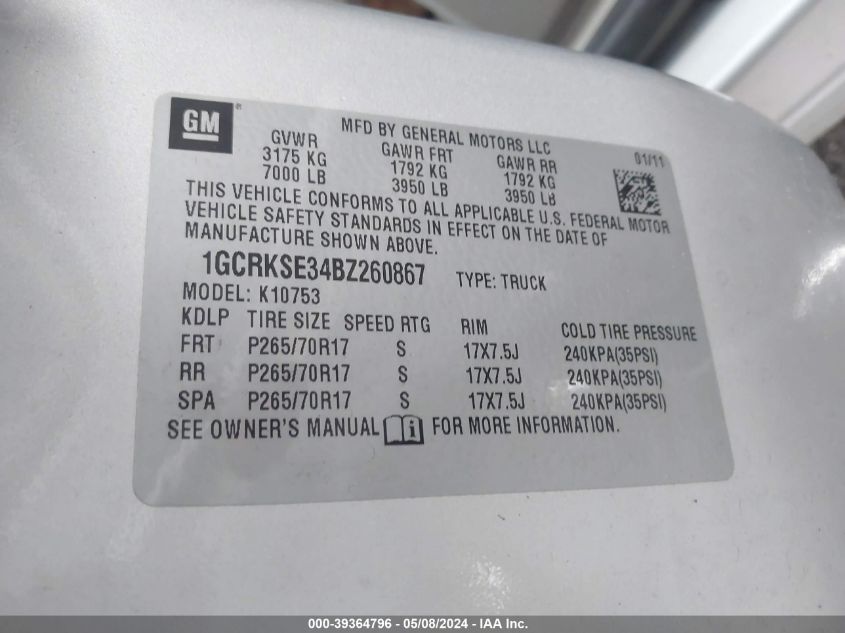 GM®
MFD BY GENERAL MOTORS LLC 01/11
GVWR GAWR FRT GAWR RR
3175 KG 1792 KG 1792 KG
7000 LB 3950 LB 3950 LB
THIS VEHICLE CONFORMS TO ALL APPLICABLE U.S. FEDERAL MOTOR
VEHICLE SAFETY STANDARDS IN EFFECT ON THE DATE OF
MANUFACTURE SHOWN ABOVE.
1GCRKSE34BZ260867 TYPE: TRUCK
MODEL: K10753
KDLP TIRE SIZE SPEED RTG RIM COLD TIRE PRESSURE
FRT P265/70R17 S 17X7.5J 240KPA(35PSI)
RR P265/70R17 S 17X7.5J 240KPA(35PSI)
SPA P265/70R17 S 17X7.5J 240KPA(35PSI)
SEE OWNER'S MANUAL i FOR MORE INFORMATION.
000-39364796 - 05/08/2024 - IAA Inc.